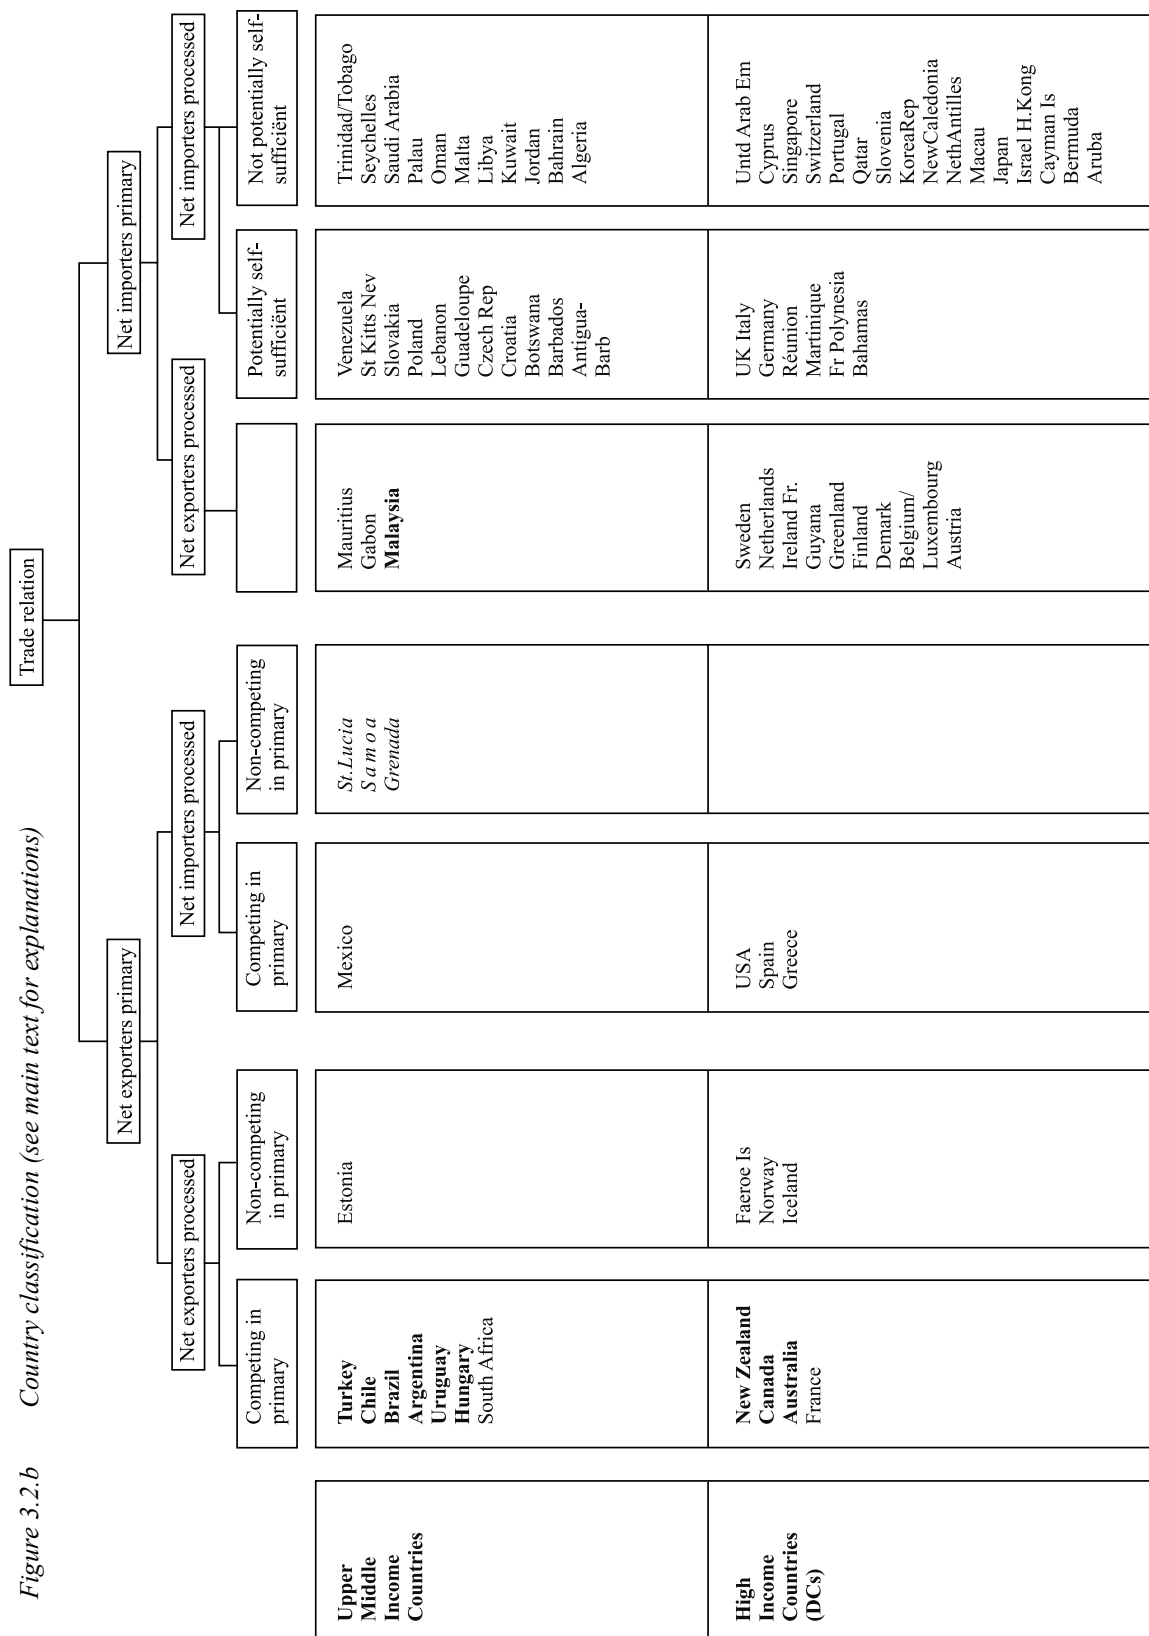 Figure 3.2.b Country classification (see main text for explanations)
Trade relation
Net exporters primary
Net importers primary
Net exporters processed
Net importers processed
Net exporters processed
Net importers processed
Competing in
primary
Non-competing
in primary
Competing in
primary
Non-competing
in primary
Potentially self-
sufficiënt
Not potentially self-
sufficiënt
Upper
Middle
Income
Countries
Turkey
Chile
Brazil
Argentina
Uruguay
Hungary
South Africa
Estonia
Mexico
St.Lucia
Samoa
Grenada
Mauritius
Gabon
Malaysia
Venezuela
St Kitts Nev
Slovakia
Poland
Lebanon
Guadeloupe
Czech Rep
Croatia
Botswana
Barbados
Antigua-
Barb
Trinidad/Tobago
Seychelles
Saudi Arabia
Palau
Oman
Malta
Libya
Kuwait
Jordan
Bahrain
Algeria
High
Income
Countries
(DCs)
New Zealand
Canada
Australia
France
Faeroe Is
Norway
Iceland
USA
Spain
Greece
Sweden
Netherlands
Ireland Fr.
Guyana
Greenland
Finland
Demark
Belgium/
Luxembourg
Austria
UK Italy
Germany
Réunion
Martinique
Fr Polynesia
Bahamas
Untd Arab Em
Cyprus
Singapore
Switzerland
Portugal
Qatar
Slovenia
KoreaRep
NewCaledonia
NethAntilles
Macau
Japan
Israel H.Kong
Cayman Is
Bermuda
Aruba